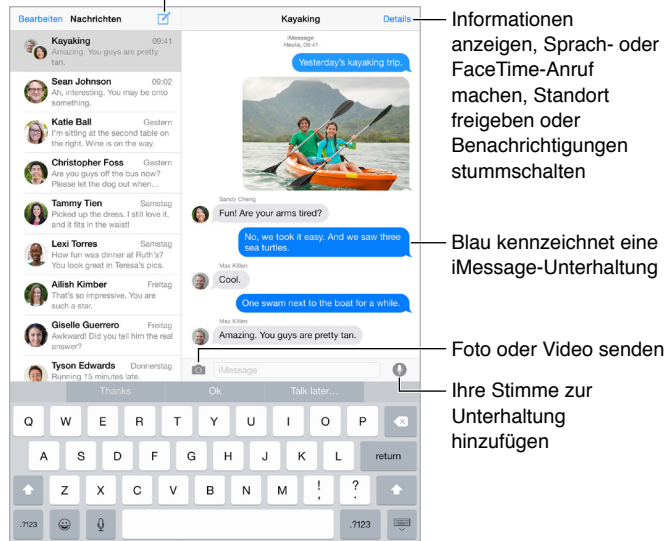 Bearbeiten Nachrichten
Kayaking 09:41
Amazing. You guys are pretty
tan.
Sean Johnson 09:02
Ah, interesting. You may be onto
something.
Katie Ball Gestern
I'm sitting at the second table on
the right. Wine is on the way.
Christopher Foss Gestern
Are you guys off the bus now?
Please let the dog out when...
Tammy Tien Samstag
Picked up the dress. I still love it,
and it fits in the waist!
Lexi Torres Samstag
How fun was dinner at Ruth's?
You look great in Teresa's pics.
Ailish Kimber Freitag
That's so impressive. You are
such a star.
Giselle Guerrero Freitag
Awkward! Did you tell him the real
answer?
Tyson Edwards Donnerstag
Running 15 minutes late.
Kayaking Details
iMessage
Heute, 09:41
Yesterday's kayaking trip.
Sandy Cheng
Fun! Are your arms tired?
No, we took it easy. And we saw three
sea turtles.
Max Killen
Cool.
One swam next to the boat for a while.
Max Killen
Amazing. You guys are pretty tan.
iMessage
Thanks Ok Talk later...
Q W E R T Y U I O P
A S D F G H J K L return
Z X C V B N M ! , ? .
.?123 .?123
Informationen
anzeigen, Sprach- oder
FaceTime-Anruf
machen, Standort
freigeben oder
Benachrichtigungen
stummschalten
Blau kennzeichnet eine
iMessage-Unterhaltung
Foto oder Video senden
Ihre Stimme zur
Unterhaltung
hinzufügen